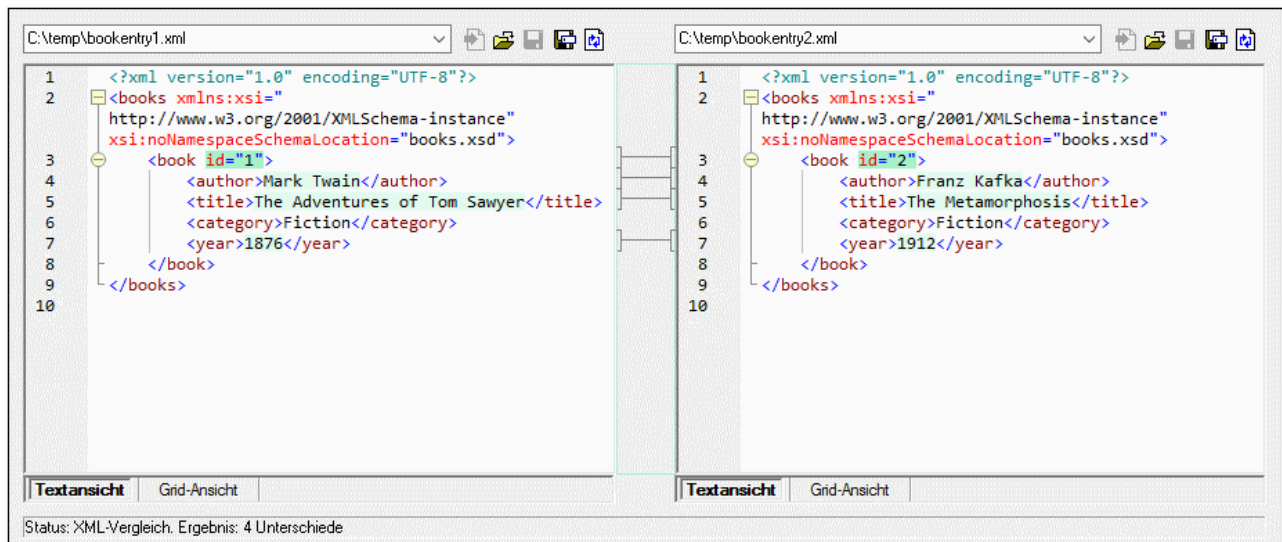 C:\temp\bookentry1.xml
1 <?xml version="1.0" encoding="UTF-8"?>
2 <books xmlns:xsi="
http://www.w3.org/2001/XMLSchema-instance"
xsi:noNamespaceSchemaLocation="books.xsd">
3 <book id="1">
4 <author>Mark Twain</author>
5 <title>The Adventures of Tom Sawyer</title>
6 <category>Fiction</category>
7 <year>1876</year>
8 </book>
9 </books>
10
Textansicht Grid-Ansicht
C:\temp\bookentry2.xml
1 <?xml version="1.0" encoding="UTF-8"?>
2 <books xmlns:xsi="
http://www.w3.org/2001/XMLSchema-instance"
xsi:noNamespaceSchemaLocation="books.xsd">
3 <book id="2">
4 <author>Franz Kafka</author>
5 <title>The Metamorphosis</title>
6 <category>Fiction</category>
7 <year>1912</year>
8 </book>
9 </books>
10
Textansicht Grid-Ansicht
Status: XML-Vergleich. Ergebnis: 4 Unterschiede